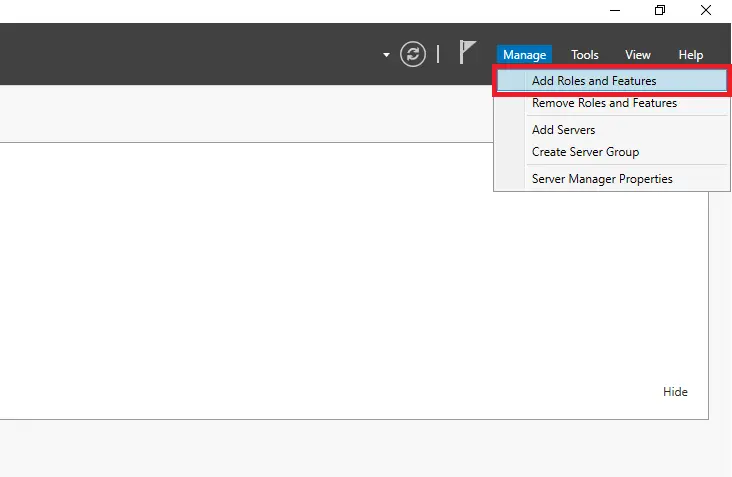 Manage Tools View Help
Add Roles and Features
Remove Roles and Features
Add Servers
Create Server Group
Server Manager Properties
Hide